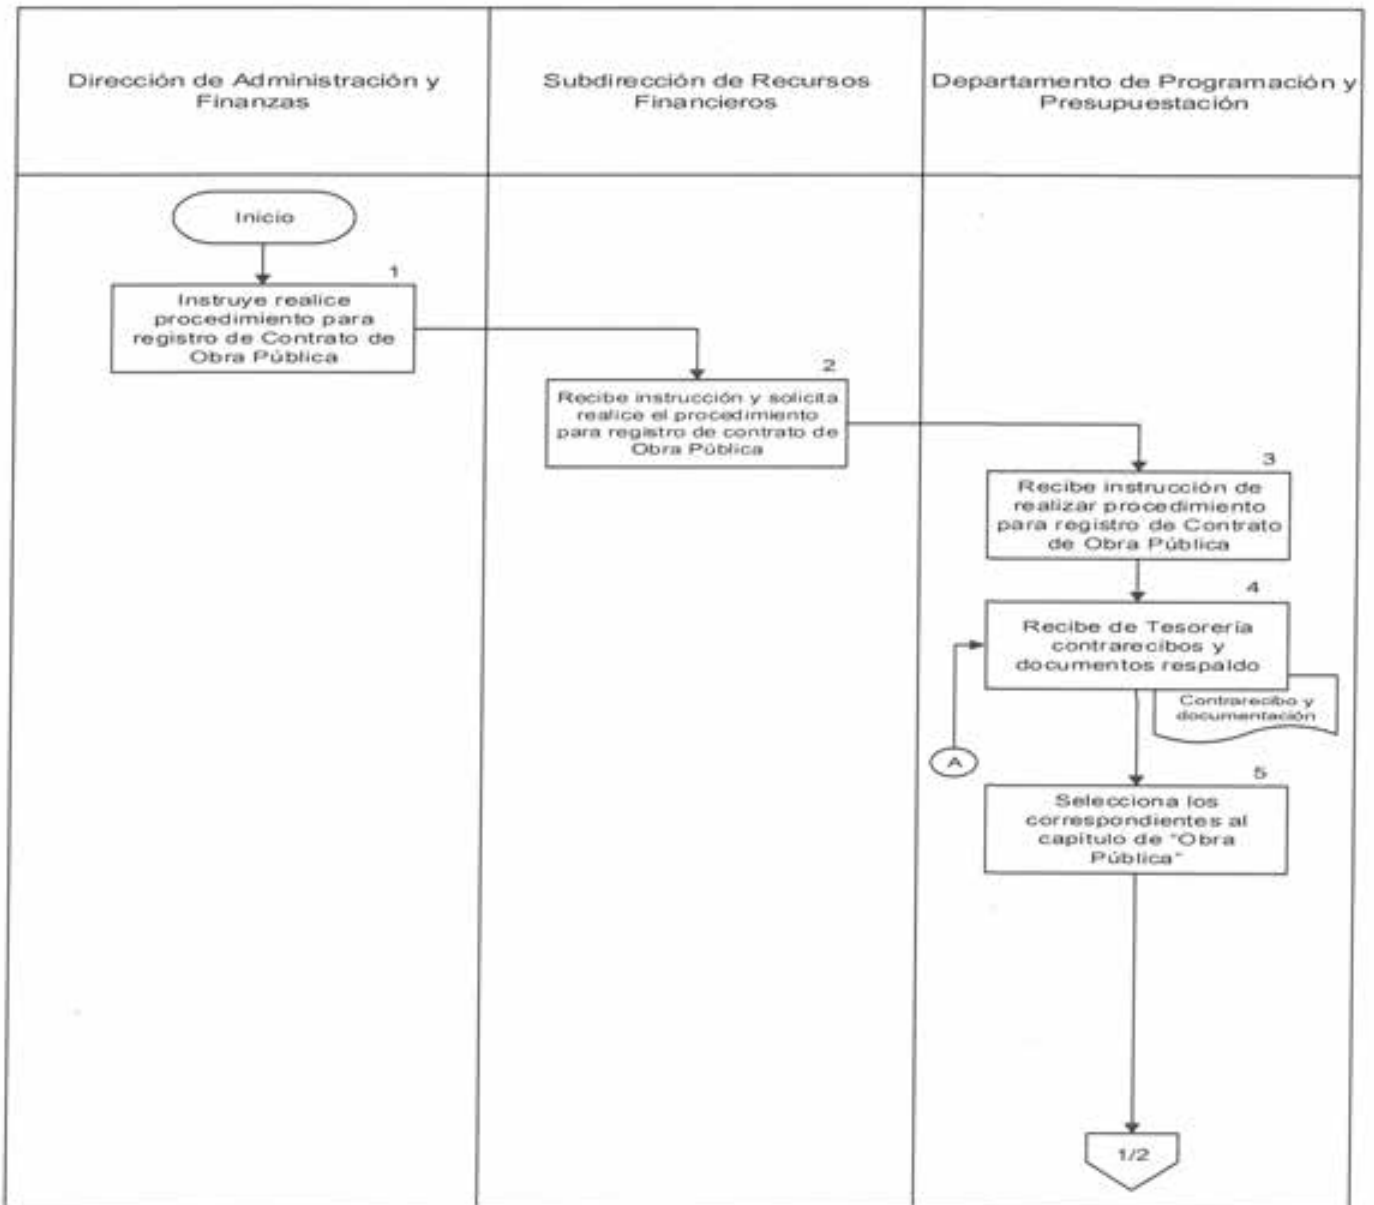 Dirección de Administración y
Finanzas
Subdirección de Recursos
Financieros
Departamento de Programación y
Presupuestación
Inicio
1
Instruye realice
procedimiento para
registro de Contrato de
Obra Pública
2
Recibe instrucción y solicita
realice el procedimiento
para registro de contrato de
Obra Pública
3
Recibe instrucción de
realizar procedimiento
para registro de Contrato
de Obra Pública
4
Recibe de Tesorería
contrarecibos y
documentos respaldo
Contrarecibo y
documentación
A
5
Selecciona los
correspondientes al
capítulo de "Obra
Pública"
1/2